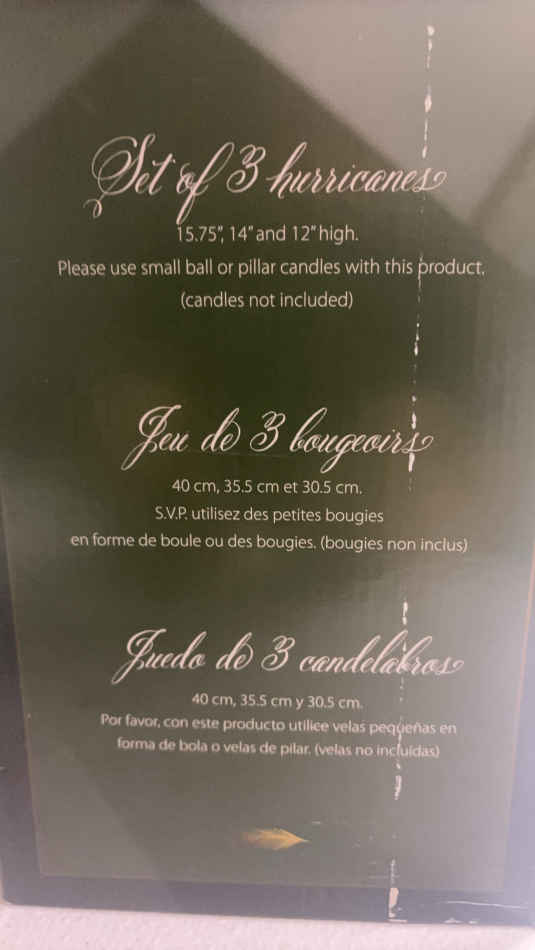 Set of 3 hurricanes
15.75", 14" and 12" high.
Please use small ball or pillar candles with this product.
(candles not included)
Jeu de 3 bougeoirs
40 cm, 35.5 cm et 30.5 cm.
S.V.P. utilisez des petites bougies
en forme de boule ou des bougies. (bougies non inclus)
Juedo de 3 candelabros
40 cm, 35.5 cm y 30.5 cm.
Por favor, con este producto utilice velas pequeñas en
forma de bola o velas de pilar. (velas no incluídas)